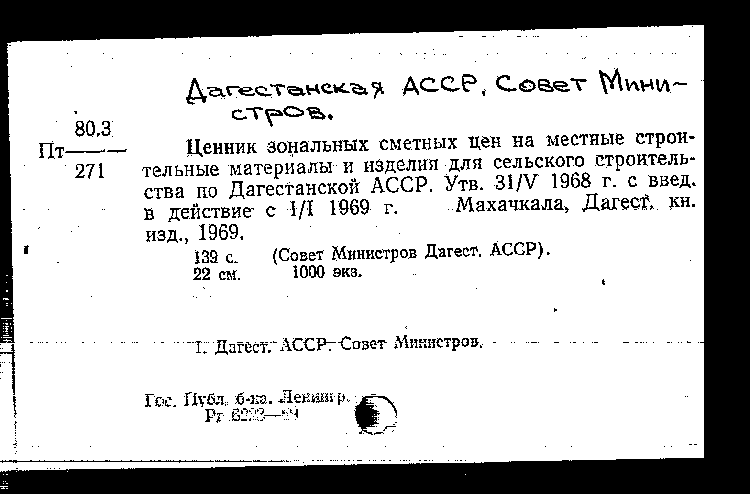 Дагестанская АССР. Совет Мини-
стров.
80.3
Пт
271
Ценник зональных сметных цен на местные строи-
тельные материалы и изделия для сельского строитель-
ства по Дагестанской АССР. Утв. 31/V 1968 г. с введ.
в действие с 1/I 1969 г. Махачкала, Дагест. кн.
изд., 1969.
139 с. (Совет Министров Дагест. АССР).
22 см. 1000 экз.
I. Дагест. АССР. Совет Министров.
Гос. Публ. б-ка. Ленингр.
Рт